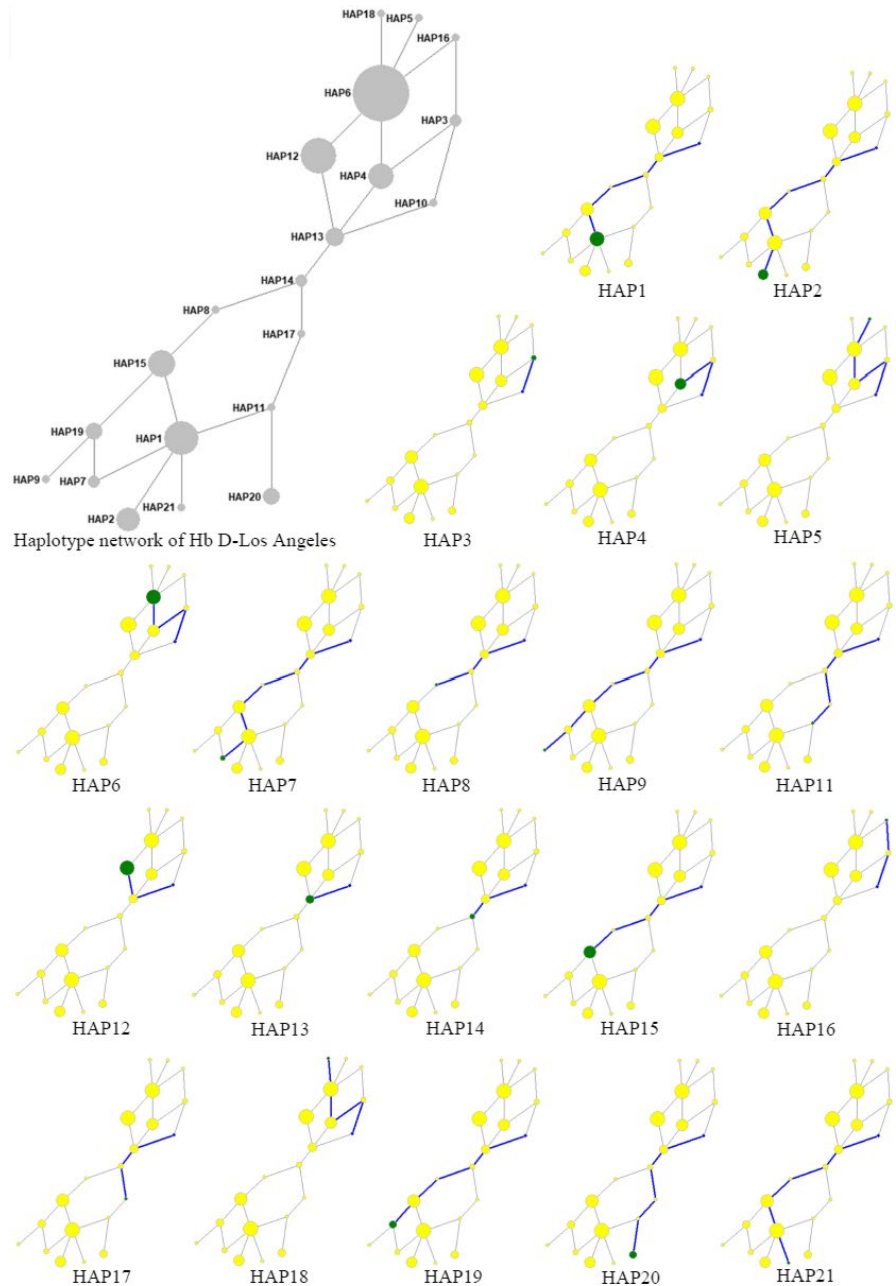 HAP18
HAP5
HAP16
HAP6
HAP3
HAP12
HAP4
HAP10
HAP13
HAP14
HAP8
HAP17
HAP15
HAP11
HAP19
HAP1
HAP9
HAP7
HAP20
HAP21
HAP2
Haplotype network of Hb D-Los Angeles
HAP1
HAP2
HAP3
HAP4
HAP5
HAP6
HAP7
HAP8
HAP9
HAP11
HAP12
HAP13
HAP14
HAP15
HAP16
HAP17
HAP18
HAP19
HAP20
HAP21